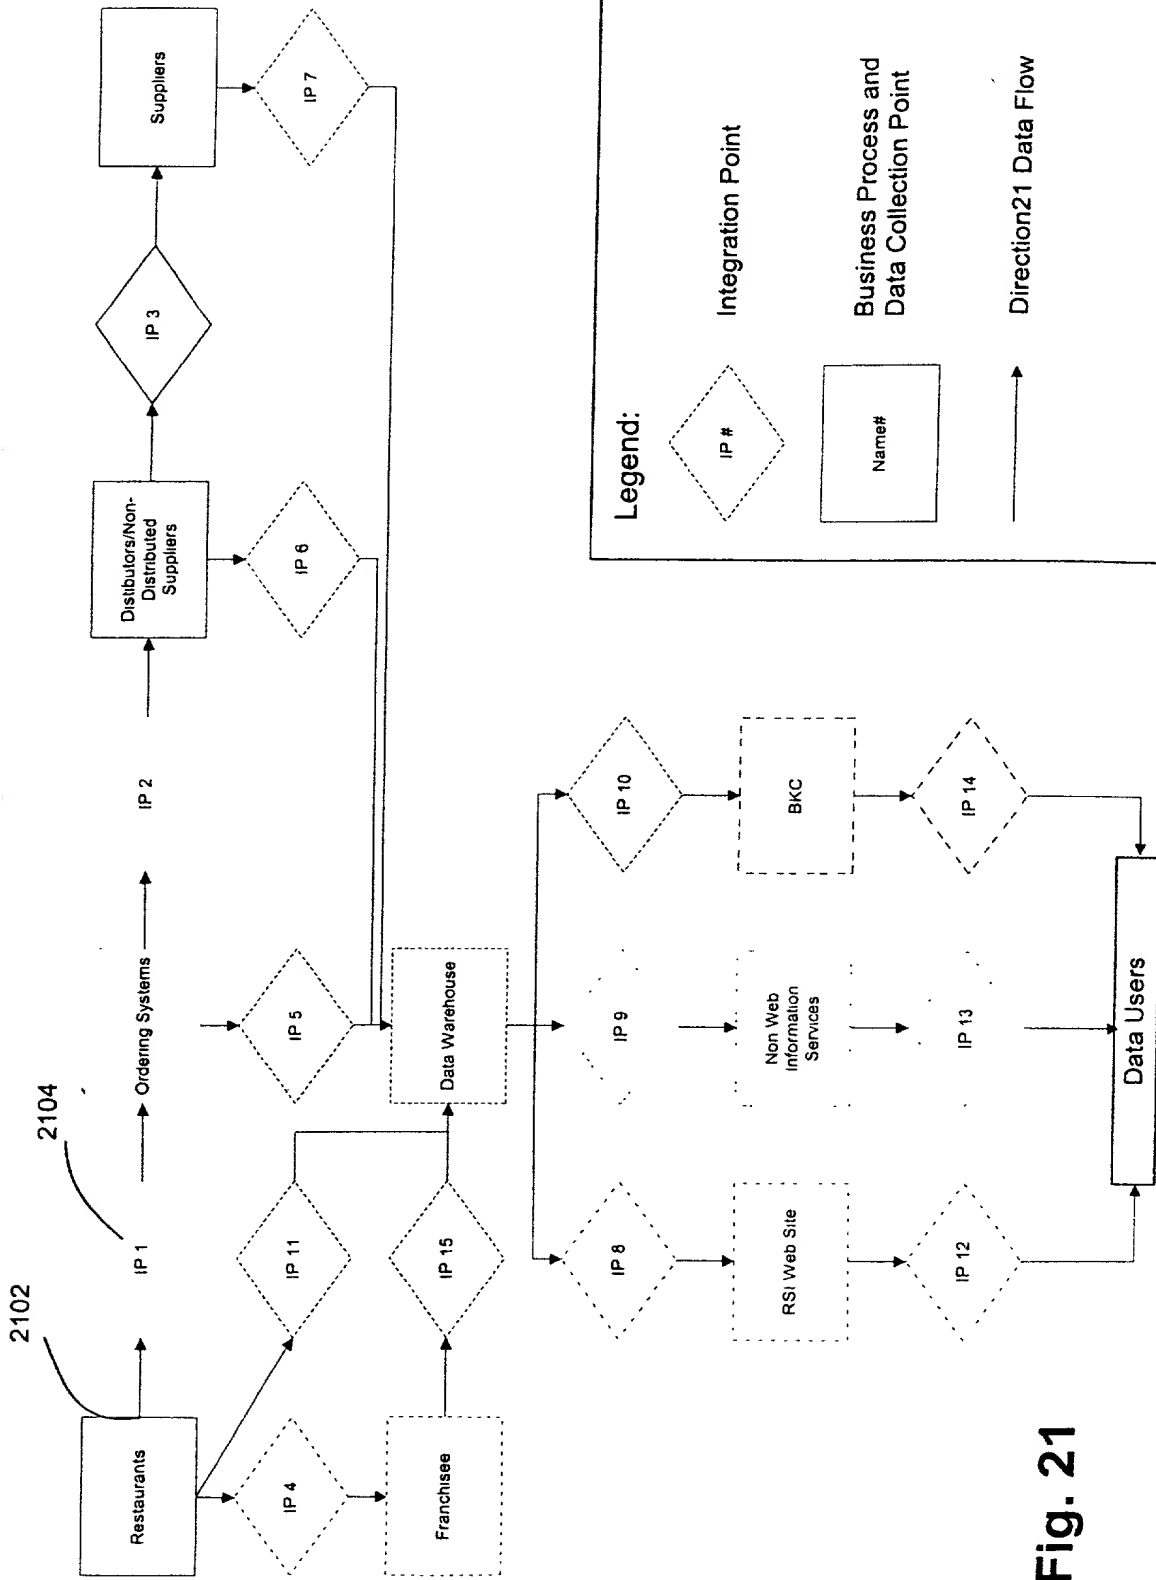 2102
2104
Restaurants
IP 1
Ordering Systems
IP 2
Distibutors/Non-
Distributed
Suppliers
IP 3
Suppliers
IP 4
IP 11
IP 5
IP 6
IP 7
Franchisee
IP 15
Data Warehouse
IP 8
IP 9
IP 10
RSI Web Site
Non Web
Information
Services
BKC
IP 12
IP 13
IP 14
Data Users
Legend:
IP #
Integration Point
Name#
Business Process and
Data Collection Point
Direction21 Data Flow
Fig. 21